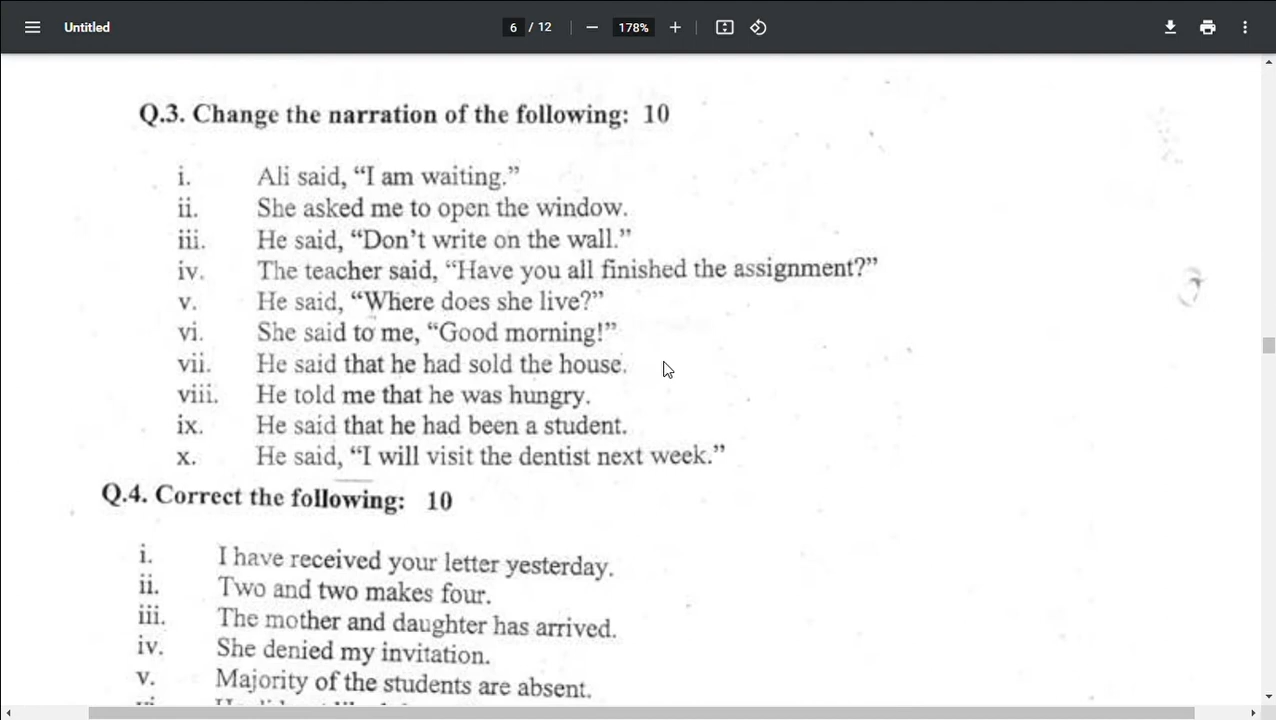 Untitled
6 / 12
178%
Q.3. Change the narration of the following: 10
i. Ali said, “I am waiting.”
ii. She asked me to open the window.
iii. He said, “Don’t write on the wall.”
iv. The teacher said, “Have you all finished the assignment?”
v. He said, “Where does she live?”
vi. She said to me, “Good morning!”
vii. He said that he had sold the house.
viii. He told me that he was hungry.
ix. He said that he had been a student.
x. He said, “I will visit the dentist next week.”
Q.4. Correct the following: 10
i. I have received your letter yesterday.
ii. Two and two makes four.
iii. The mother and daughter has arrived.
iv. She denied my invitation.
v. Majority of the students are absent.